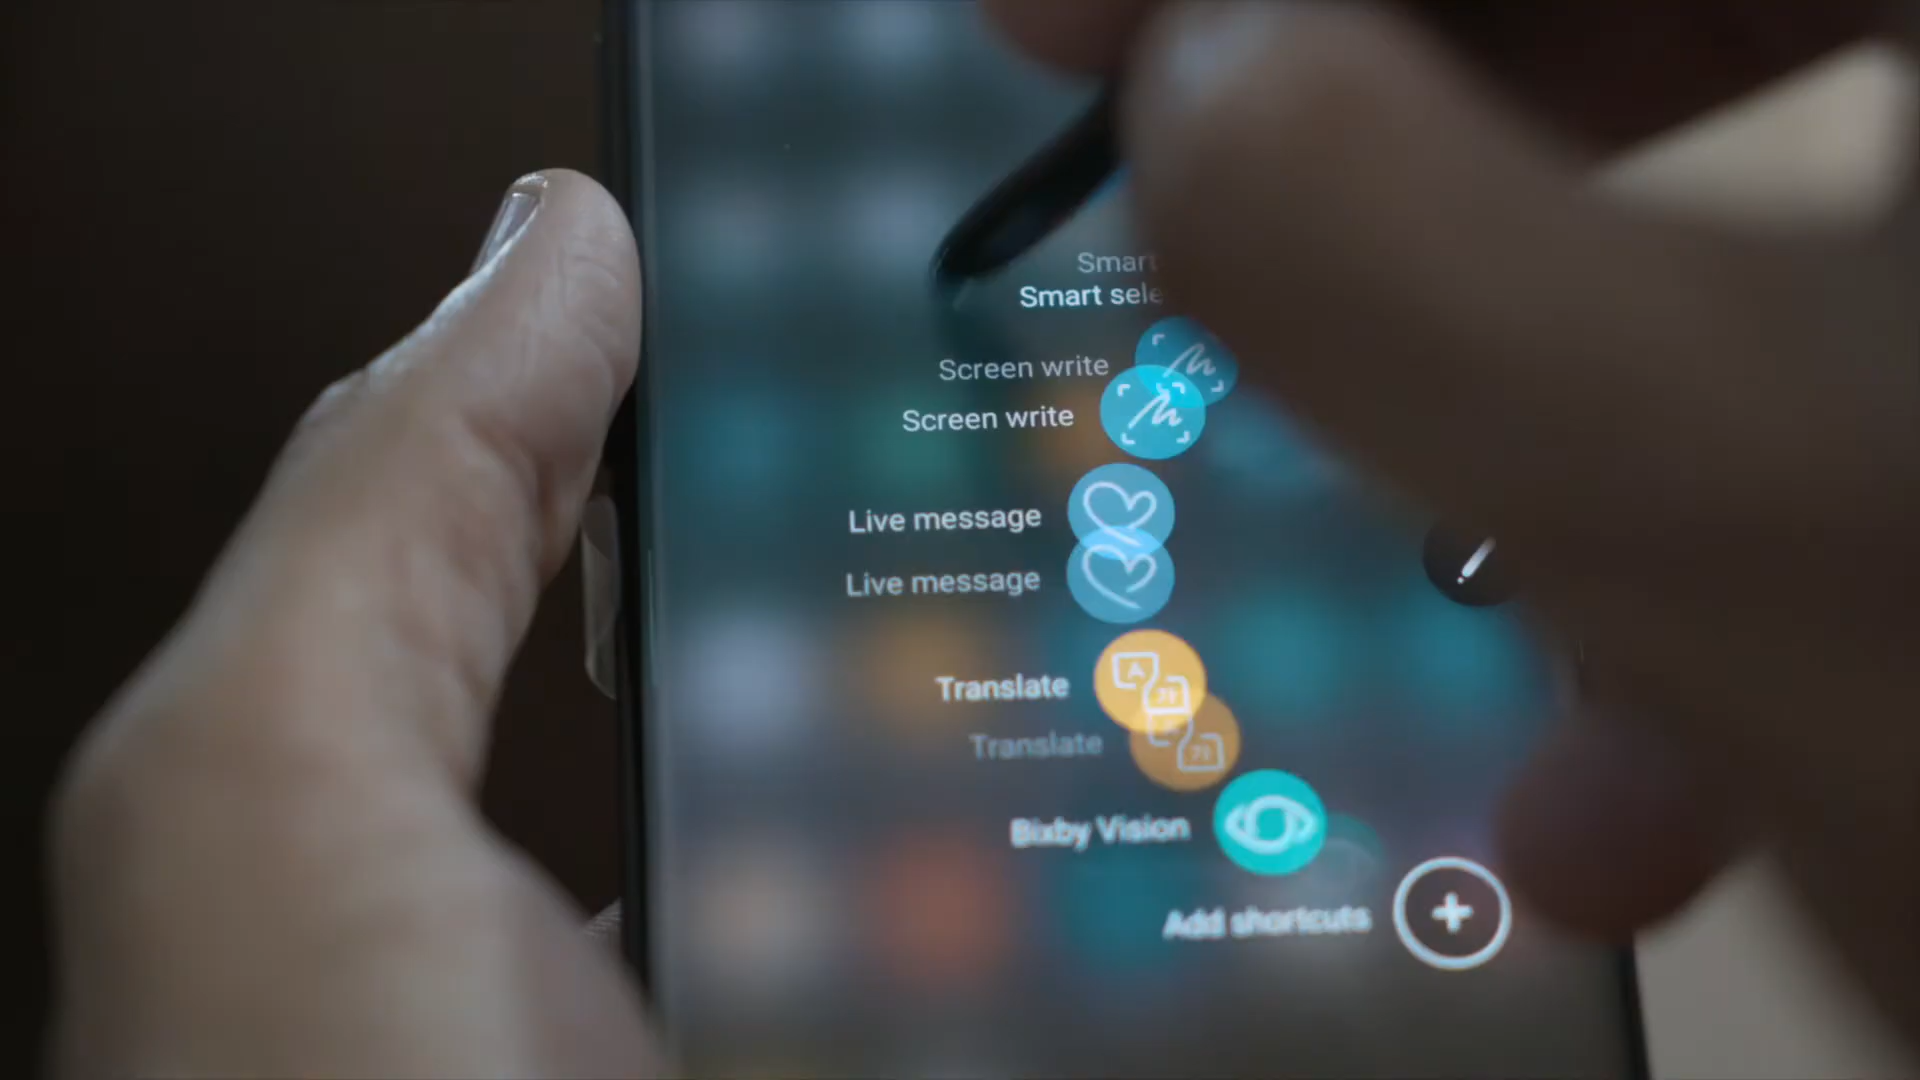 Smart
Smart sele
Screen write
Screen write
Live message
Live message
Translate
Translate
Bixby Vision
Add shortcuts